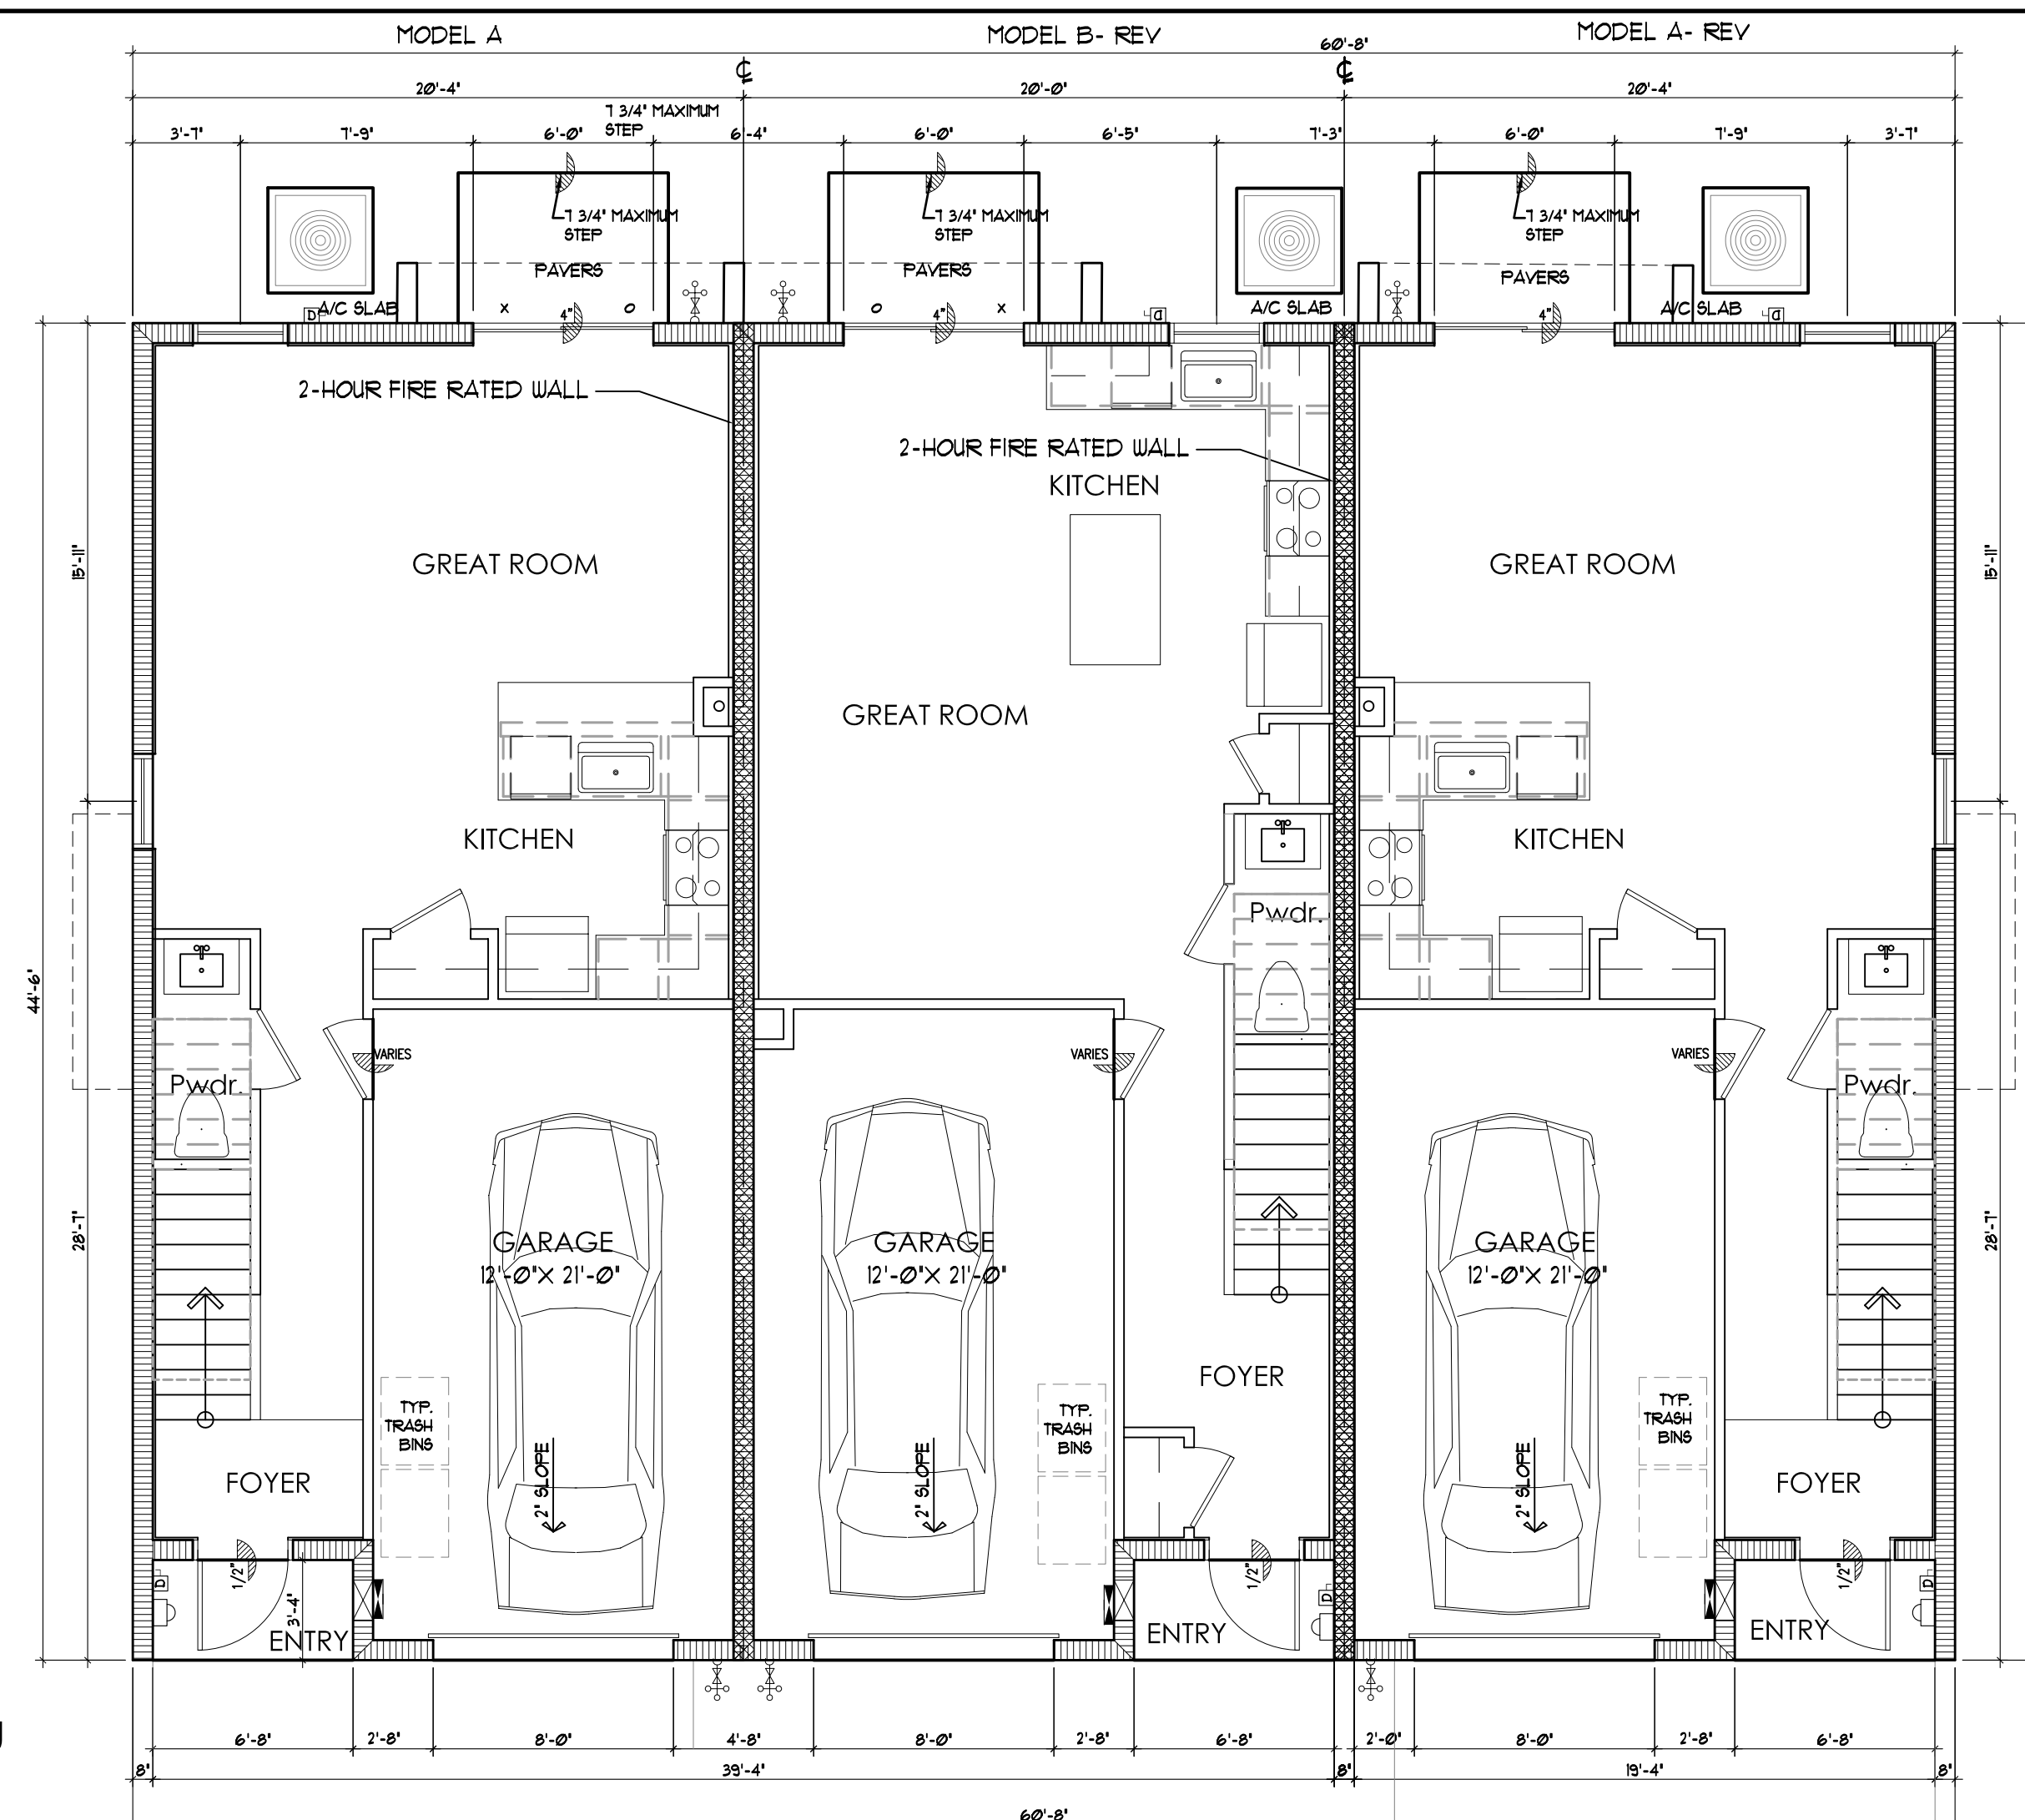 MODEL A
MODEL B- REV
MODEL A- REV
60'-8"
℄
℄
20'-4"
20'-0"
20'-4"
7 3/4" MAXIMUM
STEP
3'-7"
7'-9"
6'-0"
6'-4"
6'-0"
6'-5"
7'-3"
6'-0"
7'-9"
3'-7"
7 3/4" MAXIMUM
STEP
7 3/4" MAXIMUM
STEP
7 3/4" MAXIMUM
STEP
PAVERS
PAVERS
PAVERS
D
A/C SLAB
X
4"
O
O
4"
X
D
A/C SLAB
4"
A/C SLAB
D
2-HOUR FIRE RATED WALL
2-HOUR FIRE RATED WALL
KITCHEN
15'-11"
GREAT ROOM
GREAT ROOM
15'-11"
GREAT ROOM
KITCHEN
KITCHEN
Pwdr.
44'-6"
VARIES
VARIES
VARIES
Pwdr.
Pwdr.
28'-7"
28'-7"
GARAGE
12'-0"X 21'-0"
GARAGE
12'-0"X 21'-0"
GARAGE
12'-0"X 21'-0"
FOYER
TYP.
TRASH
BINS
TYP.
TRASH
BINS
TYP.
TRASH
BINS
2" SLOPE
2" SLOPE
2" SLOPE
FOYER
FOYER
1/2"
1/2"
1/2"
D
D
D
3'-4"
ENTRY
ENTRY
ENTRY
6'-8"
2'-8"
8'-0"
4'-8"
8'-0"
2'-8"
6'-8"
2'-0"
8'-0"
2'-8"
6'-8"
8"
39'-4"
8"
19'-4"
8"
60'-8"